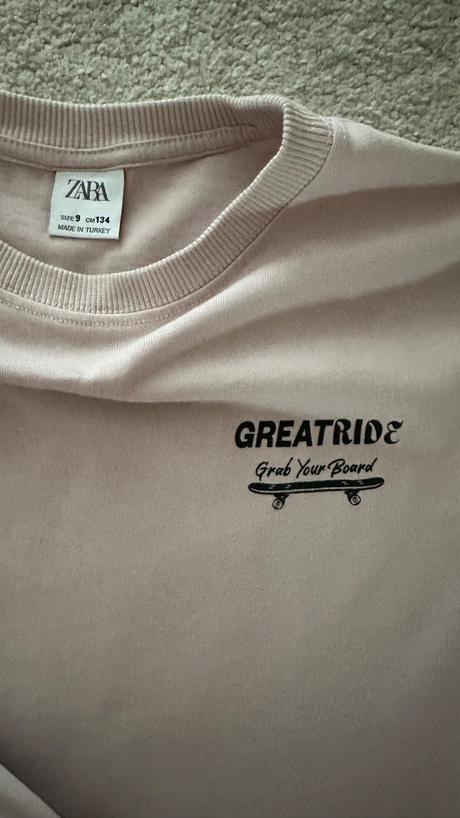 ZARA
SIZE 9 CM 134
MADE IN TURKEY
GREATRIDE
Grab Your Board